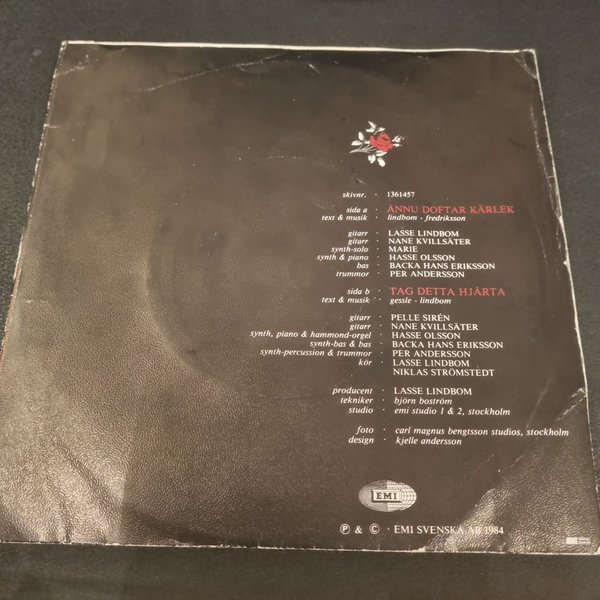 skivnr. · 1361457
sida a · ÄNNU DOFTAR KÄRLEK
text & musik · lindbom - fredriksson
gitarr · LASSE LINDBOM
gitarr · NANE KVILLSÄTER
synth-solo · MARIE
synth & piano · HASSE OLSSON
bas · BACKA HANS ERIKSSON
trummor · PER ANDERSSON
sida b · TAG DETTA HJÄRTA
text & musik · gessle - lindbom
gitarr · PELLE SIRÉN
gitarr · NANE KVILLSÄTER
synth, piano & hammond-orgel · HASSE OLSSON
synth-bas & bas · BACKA HANS ERIKSSON
synth-percussion & trummor · PER ANDERSSON
kör · LASSE LINDBOM
NIKLAS STRÖMSTEDT
producent · LASSE LINDBOM
tekniker · björn boström
studio · emi studio 1 & 2, stockholm
foto · carl magnus bengtsson studios, stockholm
design · kjelle andersson
EMI
Ⓟ & © · EMI SVENSKA AB 1984